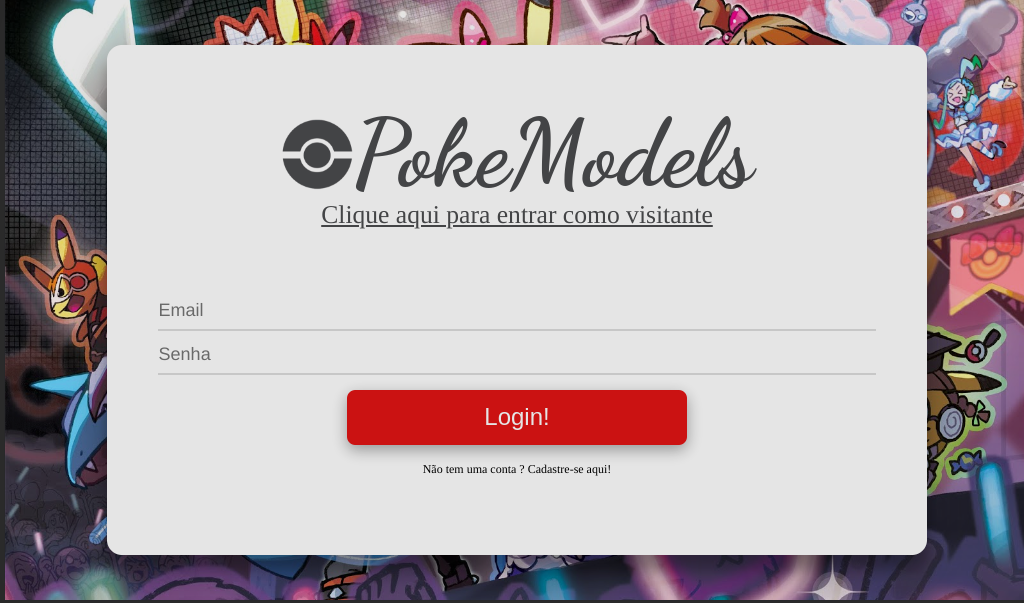 PokeModels
Clique aqui para entrar como visitante
Email
Senha
Login!
Não tem uma conta ? Cadastre-se aqui!